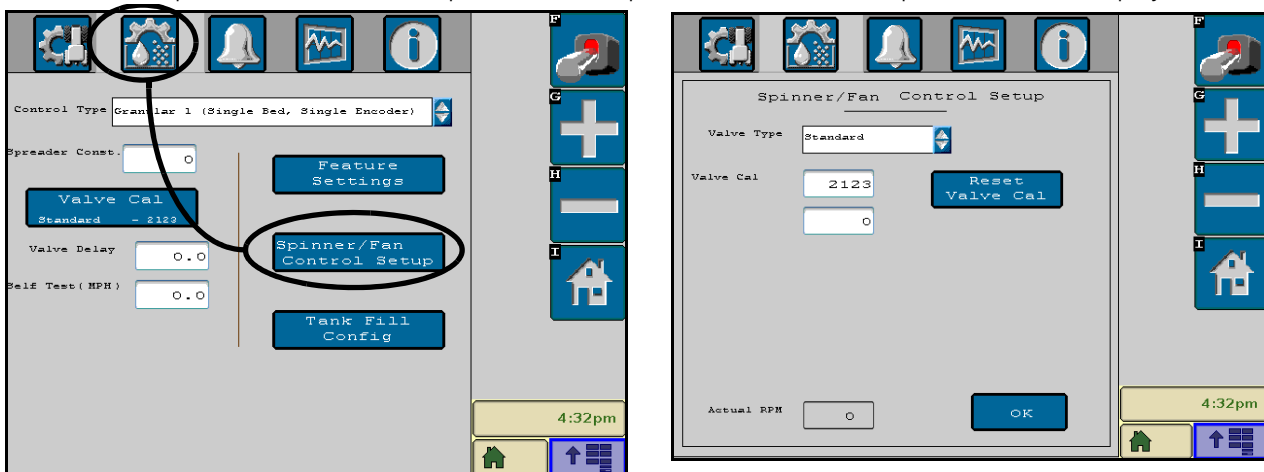 F
Control Type Granular 1 (Single Bed, Single Encoder)
G
Spreader Const. 0
Feature
Settings
H
Valve Cal
Standard - 2123
Valve Delay 0.0
Spinner/Fan
Control Setup
I
Self Test(MPH) 0.0
Tank Fill
Config
4:32pm
F
Spinner/Fan Control Setup
G
Valve Type Standard
H
Valve Cal 2123
Reset
Valve Cal
0
I
Actual RPM 0
OK
4:32pm